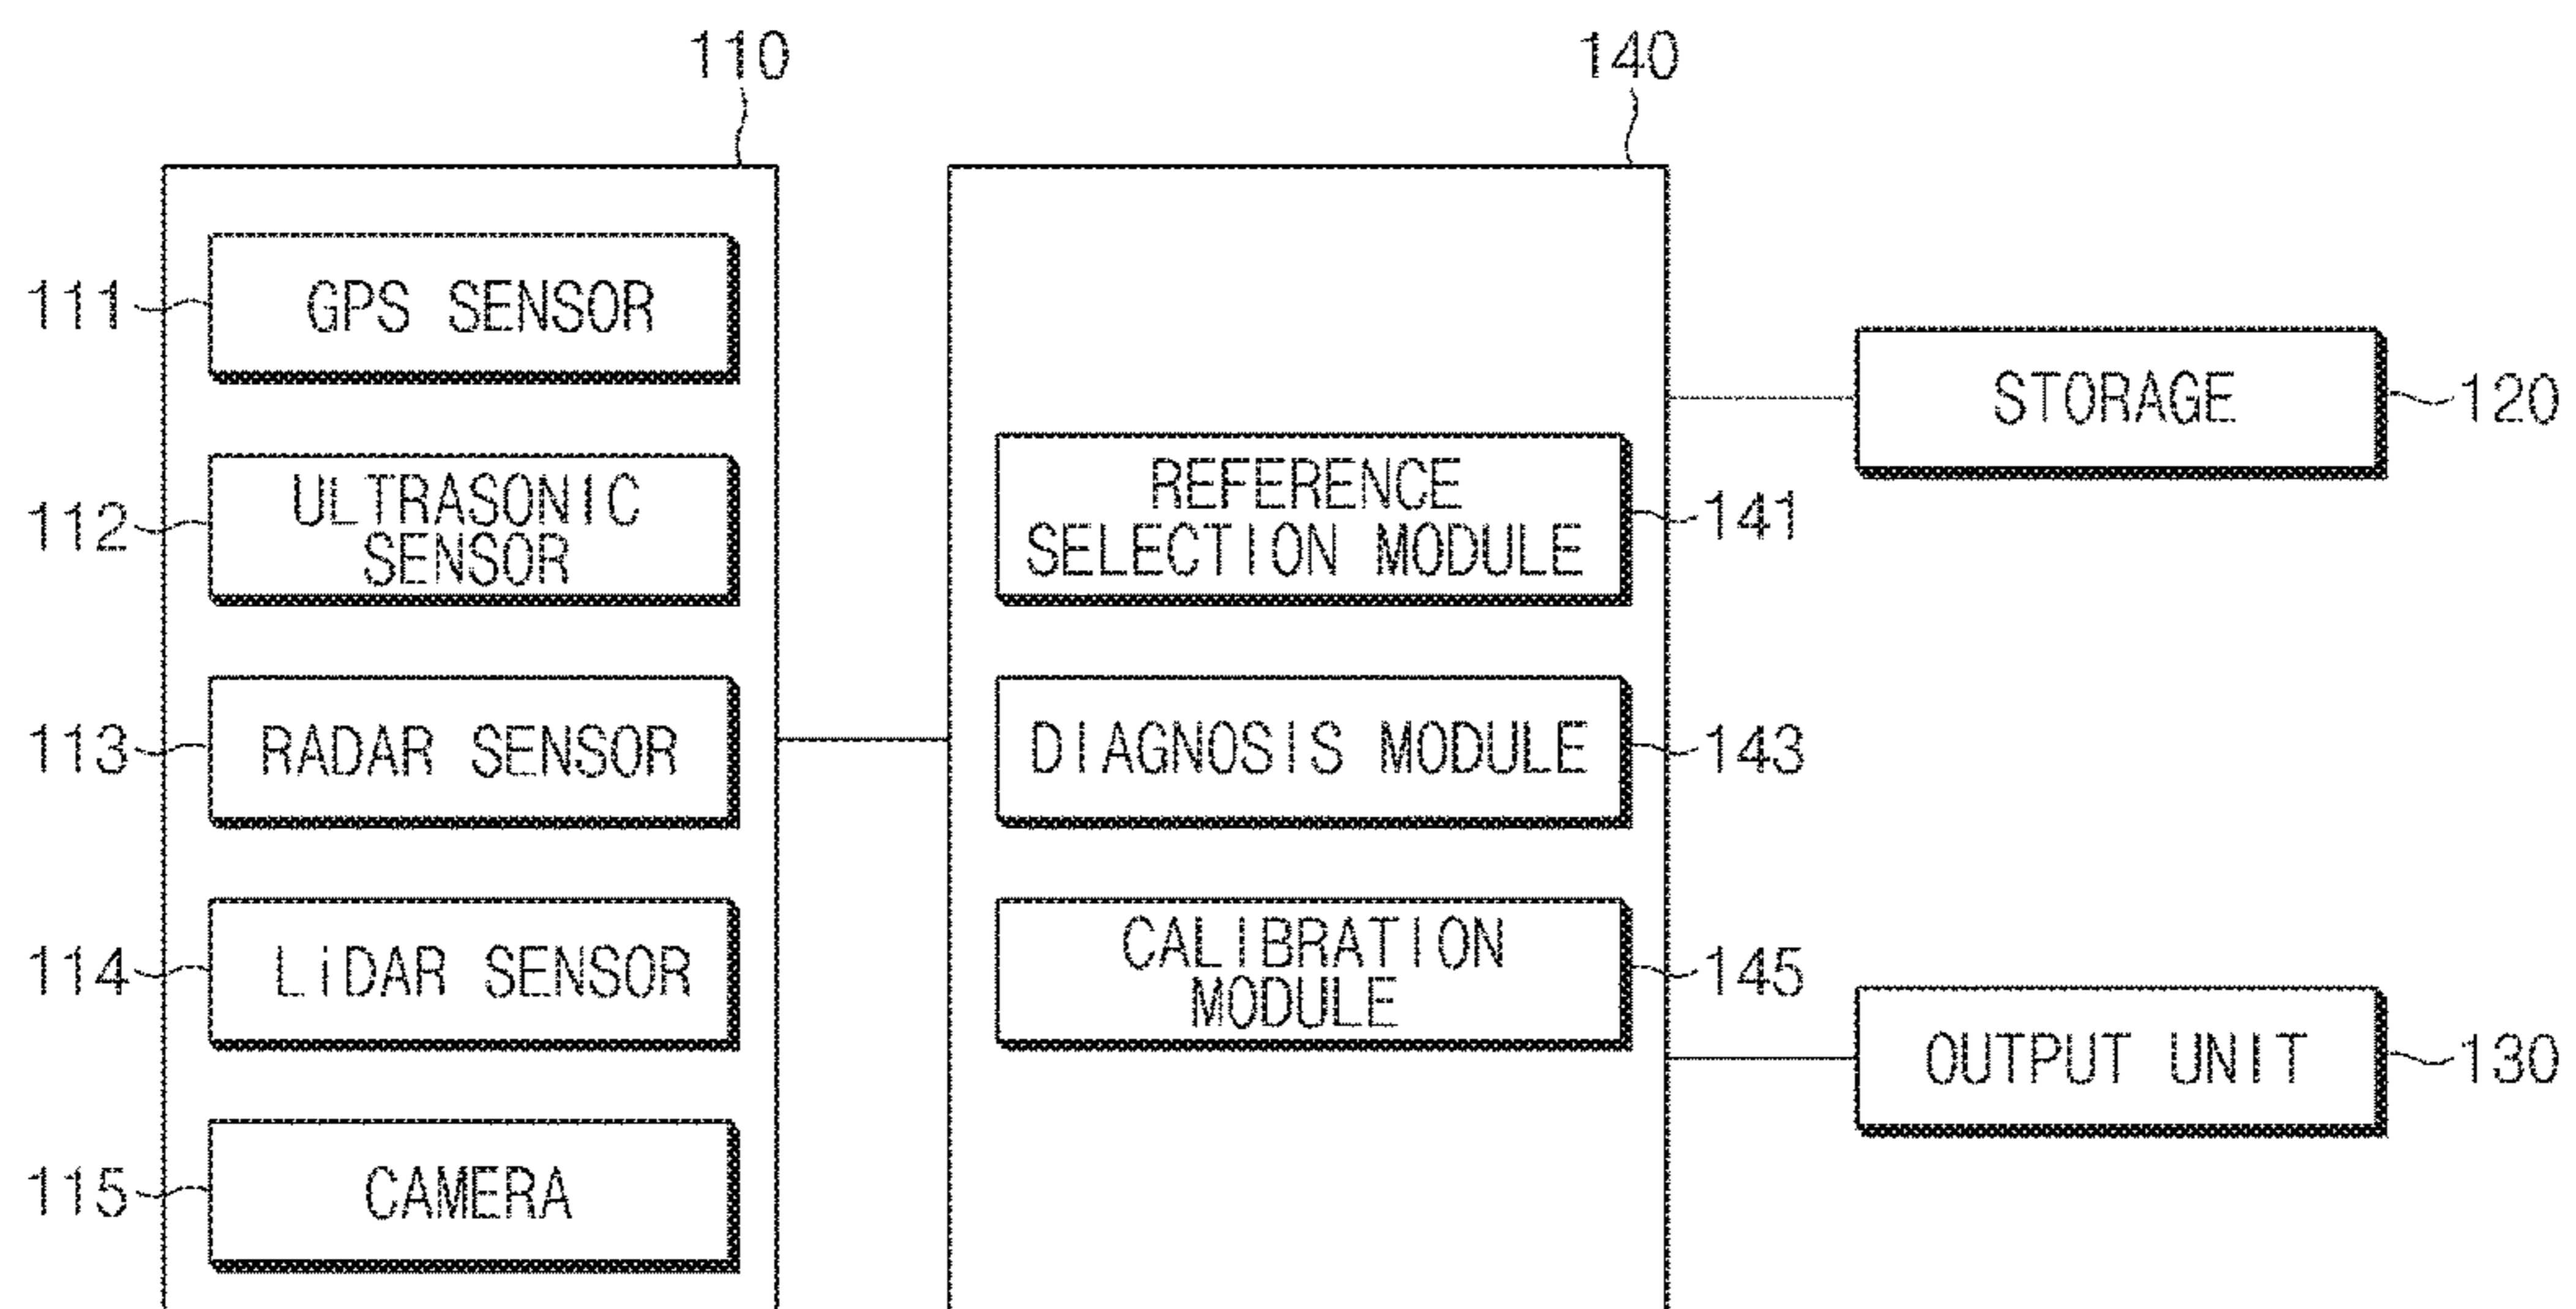 110
140
111
GPS SENSOR
112
ULTRASONIC
SENSOR
113
RADAR SENSOR
114
LiDAR SENSOR
115
CAMERA
REFERENCE
SELECTION MODULE
141
DIAGNOSIS MODULE
143
CALIBRATION
MODULE
145
STORAGE
120
OUTPUT UNIT
130